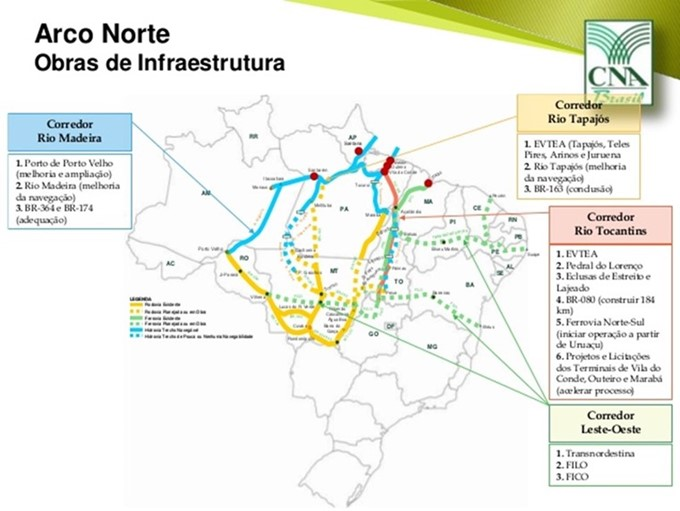 Arco Norte
Obras de Infraestrutura
CNA
Brasil
Corredor
Rio Madeira
1. Porto de Porto Velho
(melhoria e ampliação)
2. Rio Madeira (melhoria
da navegação)
3. BR-364 e BR-174
(adequação)
Corredor
Rio Tapajós
1. EVTEA (Tapajós, Teles
Pires, Arinos e Juruena
2. Rio Tapajós (melhoria
da navegação)
3. BR-163 (conclusão)
Corredor
Rio Tocantins
1. EVTEA
2. Pedral do Lorenço
3. Eclusas de Estreito e
Lajeado
4. BR-080 (construir 184
km)
5. Ferrovia Norte-Sul
(iniciar operação a partir
de Uruaçu)
6. Projetos e Licitações
dos Terminais de Vila do
Conde, Outeiro e Marabá
(acelerar processo)
Corredor
Leste-Oeste
1. Transnordestina
2. FILO
3. FICO
RR
AP
AM
PA
MA
CE
RN
PB
PI
PE
AL
SE
AC
RO
MT
TO
BA
DF
GO
MG
Porto Velho
LEGENDA
Rodovia Existente
Ferrovia Existente